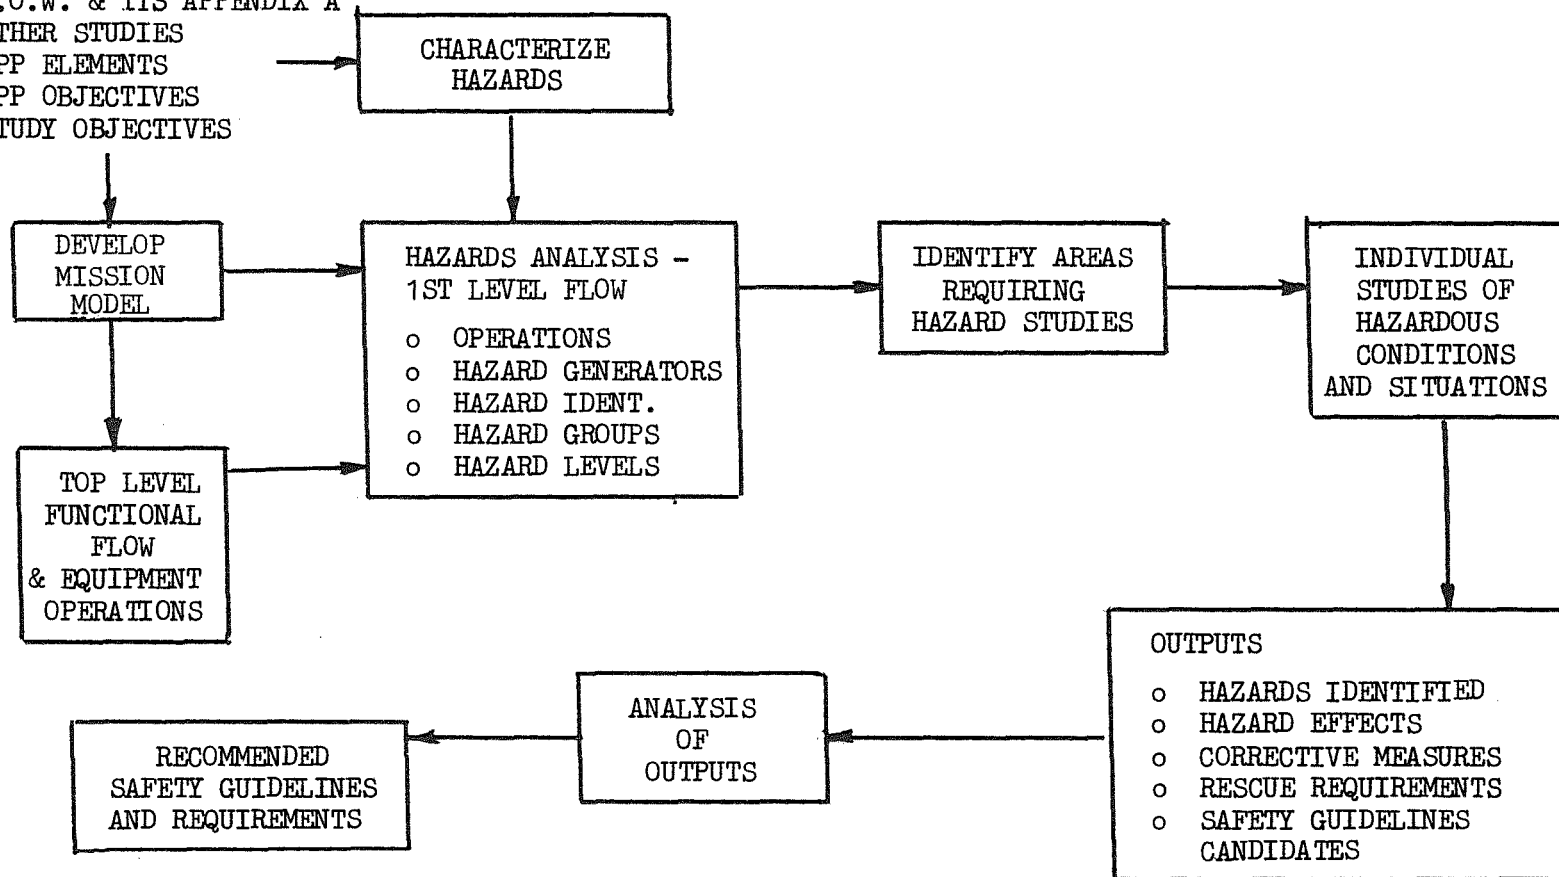 .O.W. & ITS APPENDIX A
THER STUDIES
PP ELEMENTS
PP OBJECTIVES
TUDY OBJECTIVES
CHARACTERIZE
HAZARDS
DEVELOP
MISSION
MODEL
HAZARDS ANALYSIS -
1ST LEVEL FLOW
o OPERATIONS
o HAZARD GENERATORS
o HAZARD IDENT.
o HAZARD GROUPS
o HAZARD LEVELS
IDENTIFY AREAS
REQUIRING
HAZARD STUDIES
INDIVIDUAL
STUDIES OF
HAZARDOUS
CONDITIONS
AND SITUATIONS
TOP LEVEL
FUNCTIONAL
FLOW
& EQUIPMENT
OPERATIONS
OUTPUTS
o HAZARDS IDENTIFIED
o HAZARD EFFECTS
o CORRECTIVE MEASURES
o RESCUE REQUIREMENTS
o SAFETY GUIDELINES
CANDIDATES
ANALYSIS
OF
OUTPUTS
RECOMMENDED
SAFETY GUIDELINES
AND REQUIREMENTS